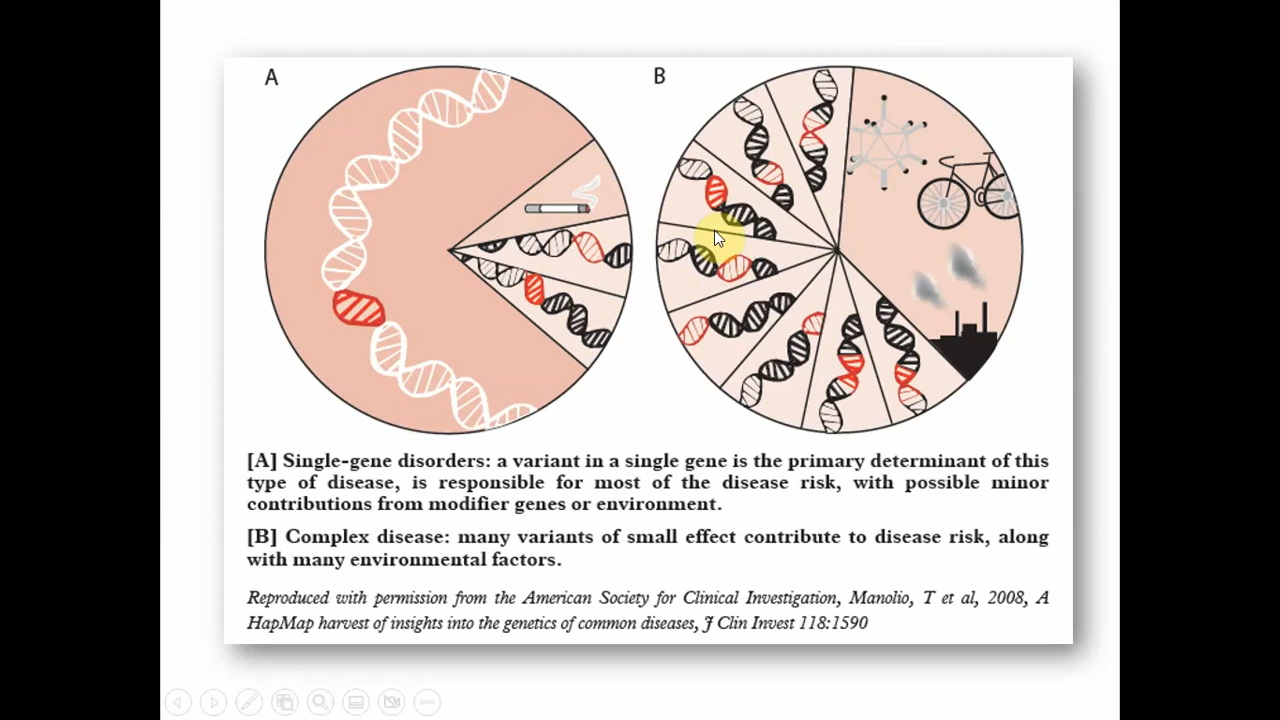 A
B
[A] Single-gene disorders: a variant in a single gene is the primary determinant of this
type of disease, is responsible for most of the disease risk, with possible minor
contributions from modifier genes or environment.
[B] Complex disease: many variants of small effect contribute to disease risk, along
with many environmental factors.
Reproduced with permission from the American Society for Clinical Investigation, Manolio, T et al, 2008, A
HapMap harvest of insights into the genetics of common diseases, J Clin Invest 118:1590